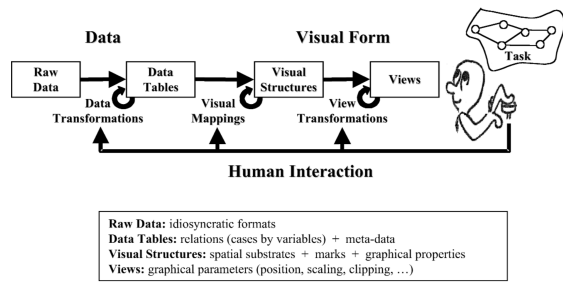 Data
Visual Form
Task
Raw
Data
Data
Tables
Visual
Structures
Views
Data
Transformations
Visual
Mappings
View
Transformations
Human Interaction
Raw Data: idiosyncratic formats
Data Tables: relations (cases by variables) + meta-data
Visual Structures: spatial substrates + marks + graphical properties
Views: graphical parameters (position, scaling, clipping, …)